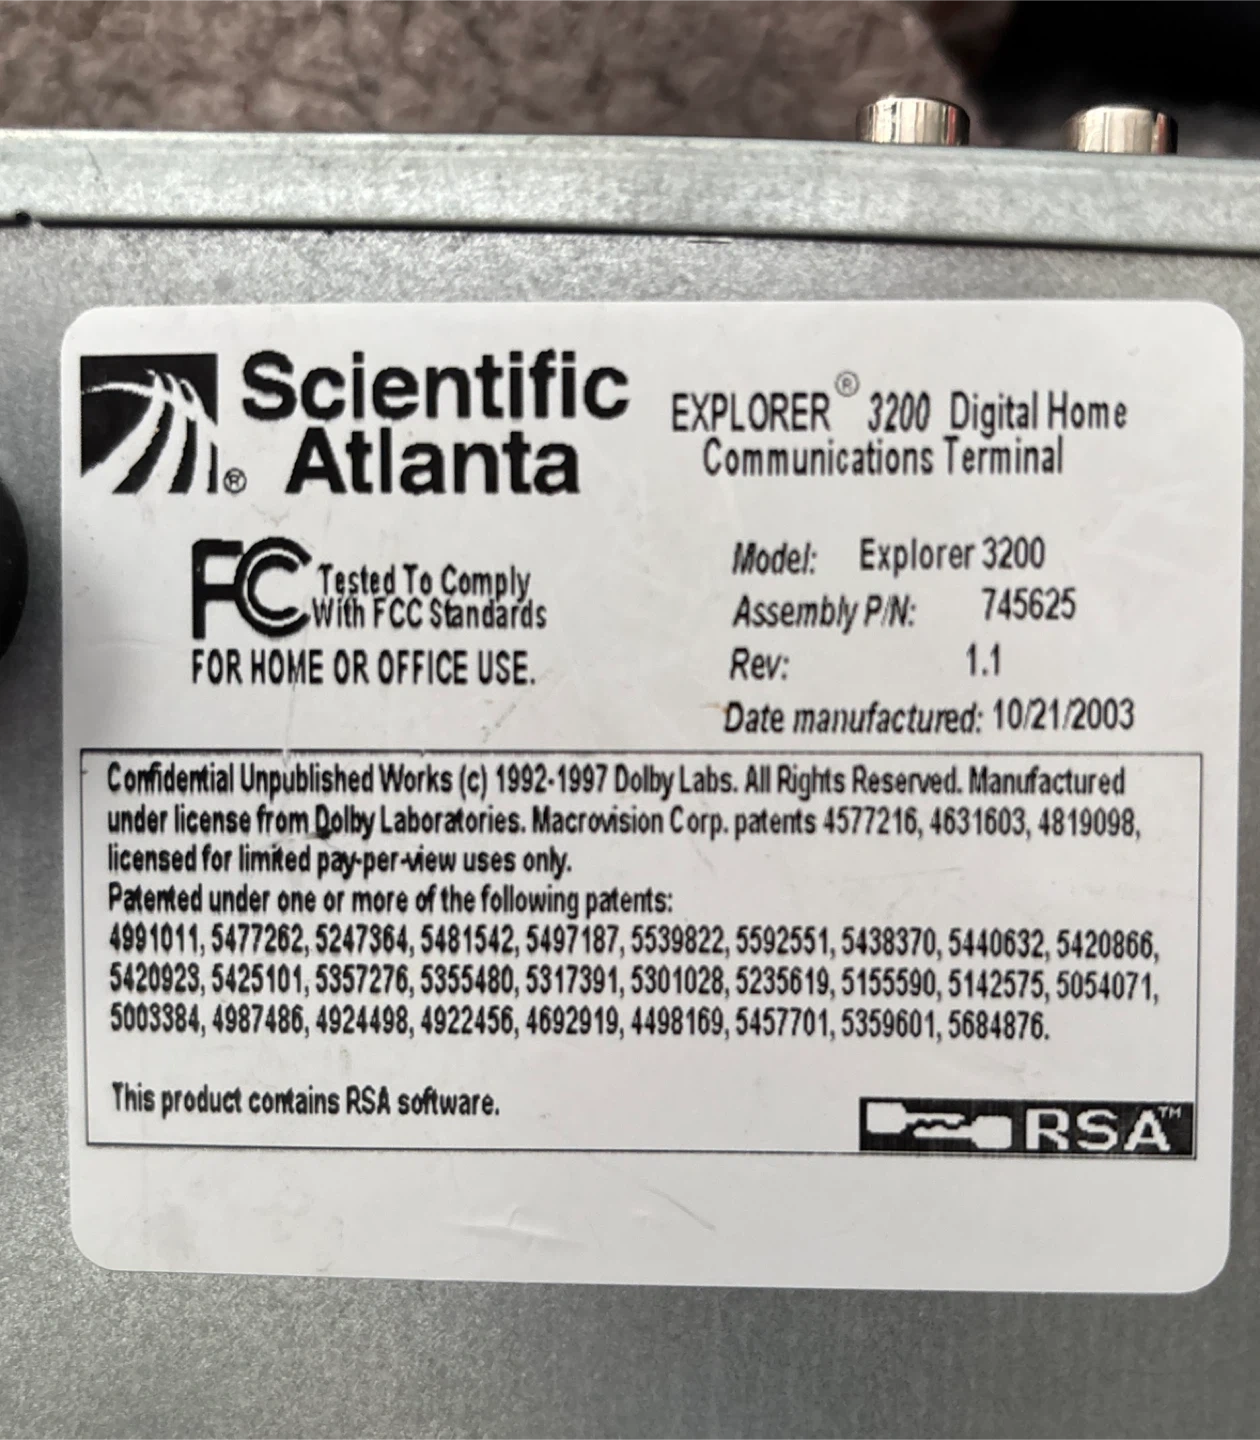 Scientific
Atlanta
®
EXPLORER® 3200 Digital Home
Communications Terminal
FC Tested To Comply
With FCC Standards
FOR HOME OR OFFICE USE.
Model: Explorer 3200
Assembly P/N: 745625
Rev: 1.1
Date manufactured: 10/21/2003
Confidential Unpublished Works (c) 1992-1997 Dolby Labs. All Rights Reserved. Manufactured
under license from Dolby Laboratories. Macrovision Corp. patents 4577216, 4631603, 4819098,
licensed for limited pay-per-view uses only.
Patented under one or more of the following patents:
4991011, 5477262, 5247364, 5481542, 5497187, 5539822, 5592551, 5438370, 5440632, 5420866,
5420923, 5425101, 5357276, 5355480, 5317391, 5301028, 5235619, 5155590, 5142575, 5054071,
5003384, 4987486, 4924498, 4922456, 4692919, 4498169, 5457701, 5359601, 5684876.
This product contains RSA software.
RSA™